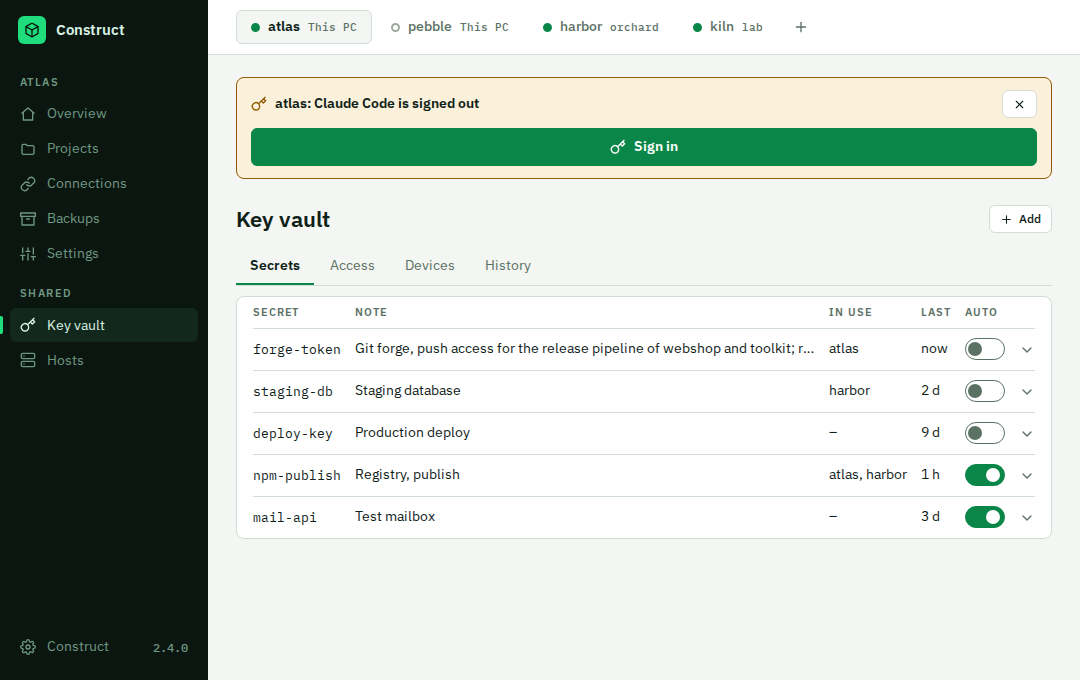 Construct
atlas This PC
pebble This PC
harbor orchard
kiln lab
ATLAS
Overview
Projects
Connections
Backups
Settings
SHARED
Key vault
Hosts
Construct 2.4.0
atlas: Claude Code is signed out
Sign in
Key vault
Add
Secrets Access Devices History
SECRET NOTE IN USE LAST AUTO
forge-token Git forge, push access for the release pipeline of webshop and toolkit; r... atlas now
staging-db Staging database harbor 2 d
deploy-key Production deploy – 9 d
npm-publish Registry, publish atlas, harbor 1 h
mail-api Test mailbox – 3 d